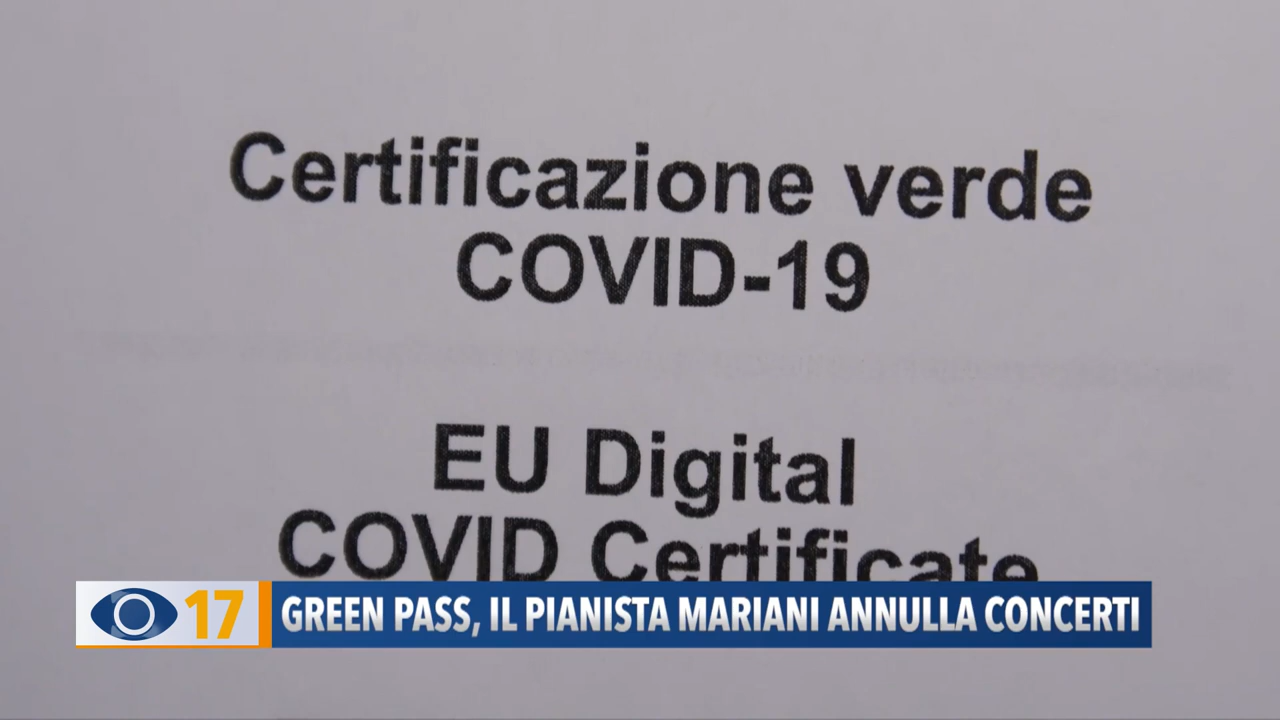 Certificazione verde
COVID-19
EU Digital
COVID Certificate
17 GREEN PASS, IL PIANISTA MARIANI ANNULLA CONCERTI